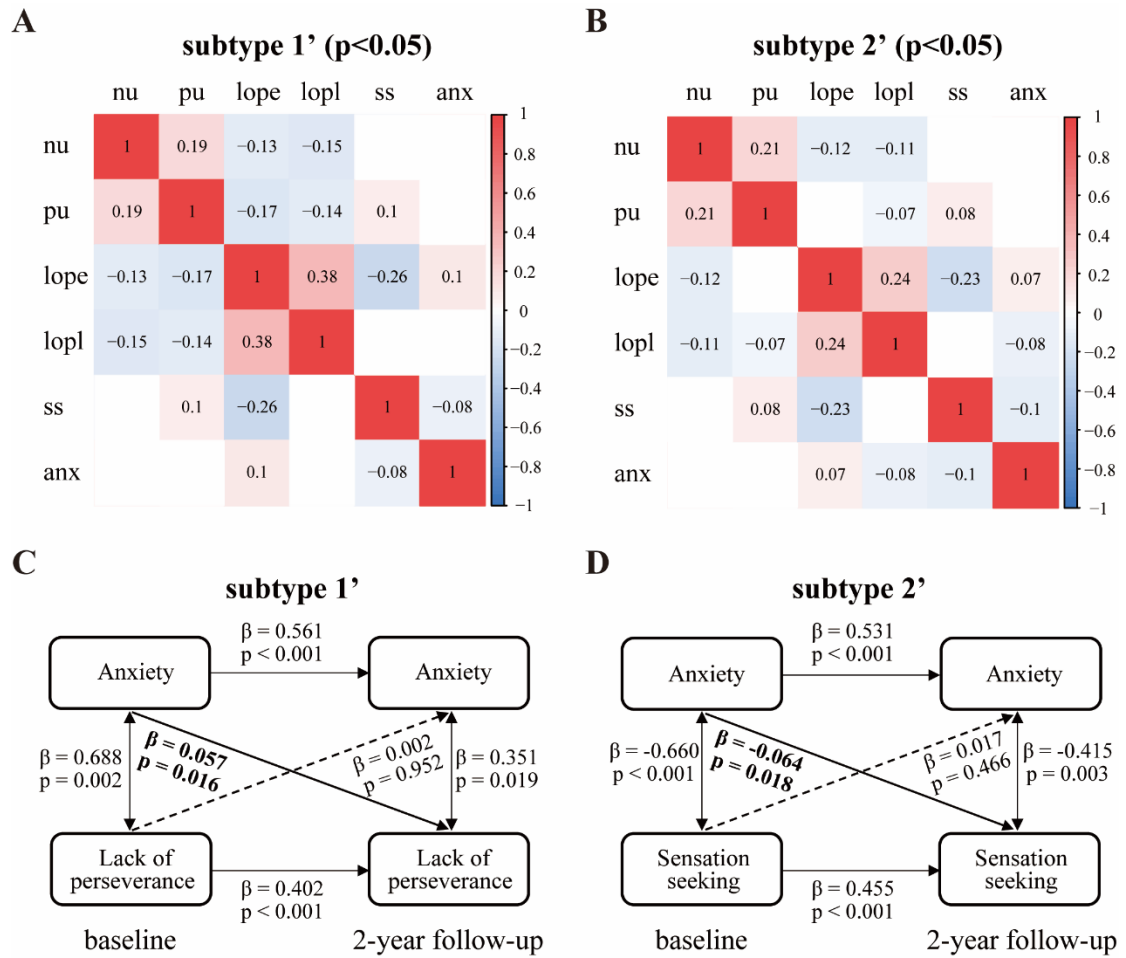 A
subtype 1’ (p<0.05)
nu pu lope lopl ss anx
nu 1 0.19 −0.13 −0.15
pu 0.19 1 −0.17 −0.14 0.1
lope −0.13 −0.17 1 0.38 −0.26 0.1
lopl −0.15 −0.14 0.38 1
ss 0.1 −0.26 1 −0.08
anx 0.1 −0.08 1
1
0.8
0.6
0.4
0.2
0
−0.2
−0.4
−0.6
−0.8
−1
B
subtype 2’ (p<0.05)
nu pu lope lopl ss anx
nu 1 0.21 −0.12 −0.11
pu 0.21 1 −0.07 0.08
lope −0.12 1 0.24 −0.23 0.07
lopl −0.11 −0.07 0.24 1 −0.08
ss 0.08 −0.23 1 −0.1
anx 0.07 −0.08 −0.1 1
1
0.8
0.6
0.4
0.2
0
−0.2
−0.4
−0.6
−0.8
−1
C
subtype 1’
β = 0.561
p < 0.001
Anxiety
Anxiety
β = 0.688
p = 0.002
β = 0.057
p = 0.016
β = 0.002
p = 0.952
β = 0.351
p = 0.019
Lack of
perseverance
Lack of
perseverance
β = 0.402
p < 0.001
baseline
2-year follow-up
D
subtype 2’
β = 0.531
p < 0.001
Anxiety
Anxiety
β = -0.660
p < 0.001
β = -0.064
p = 0.018
β = 0.017
p = 0.466
β = -0.415
p = 0.003
Sensation
seeking
Sensation
seeking
β = 0.455
p < 0.001
baseline
2-year follow-up